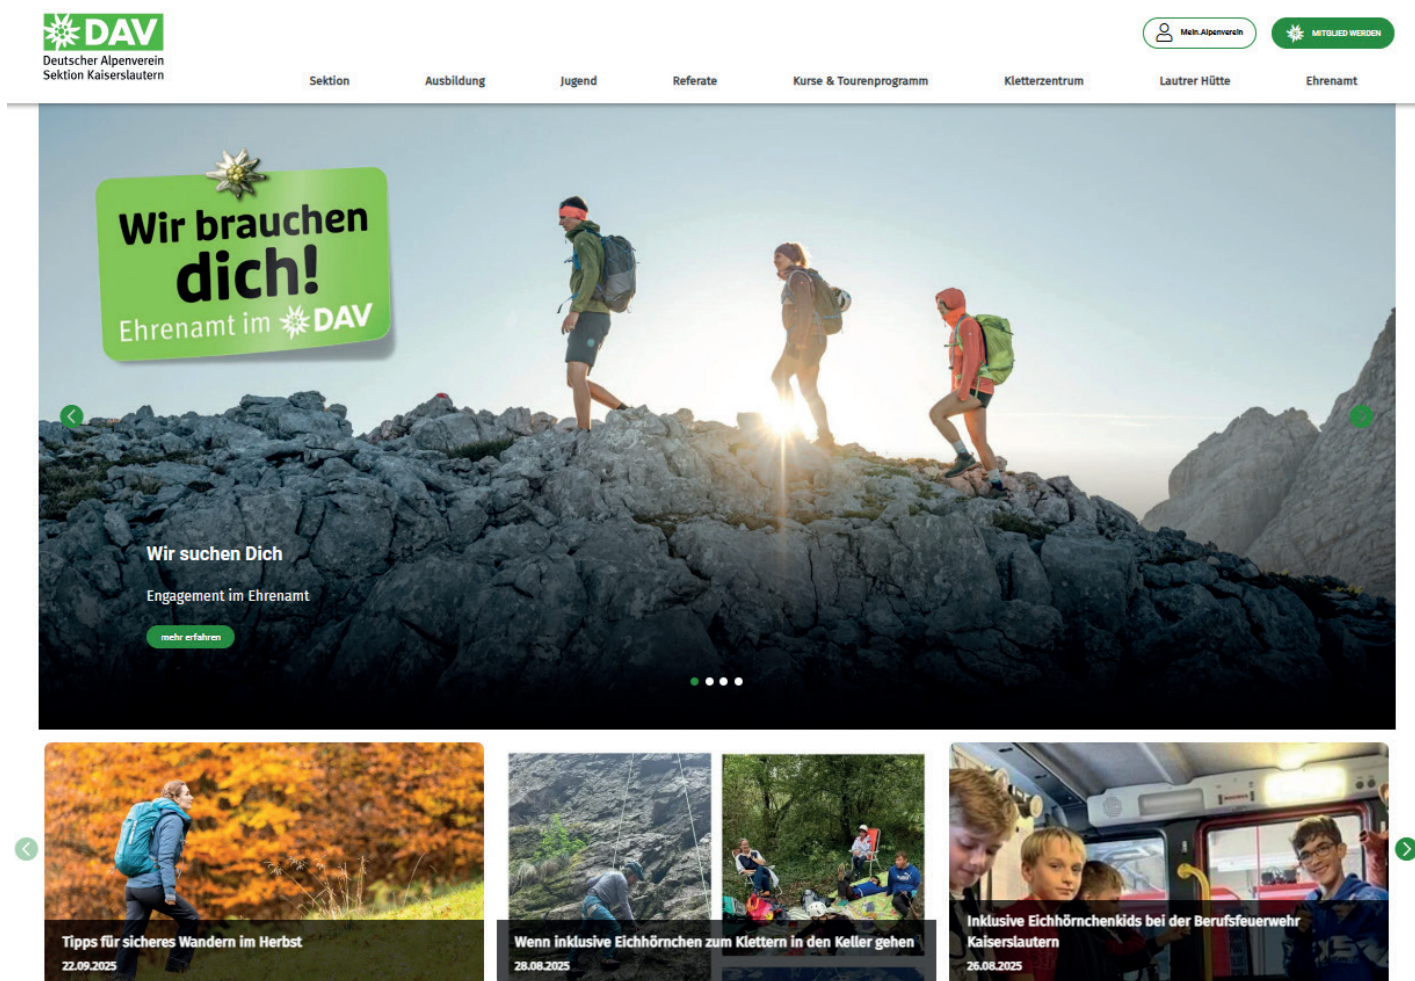 DAV
Deutscher Alpenverein
Sektion Kaiserslautern
Mein.Alpenverein
MITGLIED WERDEN
Sektion
Ausbildung
Jugend
Referate
Kurse & Tourenprogramm
Kletterzentrum
Lautrer Hütte
Ehrenamt
Wir brauchen
dich!
Ehrenamt im DAV
Wir suchen Dich
Engagement im Ehrenamt
mehr erfahren
Tipps für sicheres Wandern im Herbst
22.09.2025
Wenn inklusive Eichhörnchen zum Klettern in den Keller gehen
28.08.2025
Inklusive Eichhörnchenkids bei der Berufsfeuerwehr
Kaiserslautern
26.08.2025